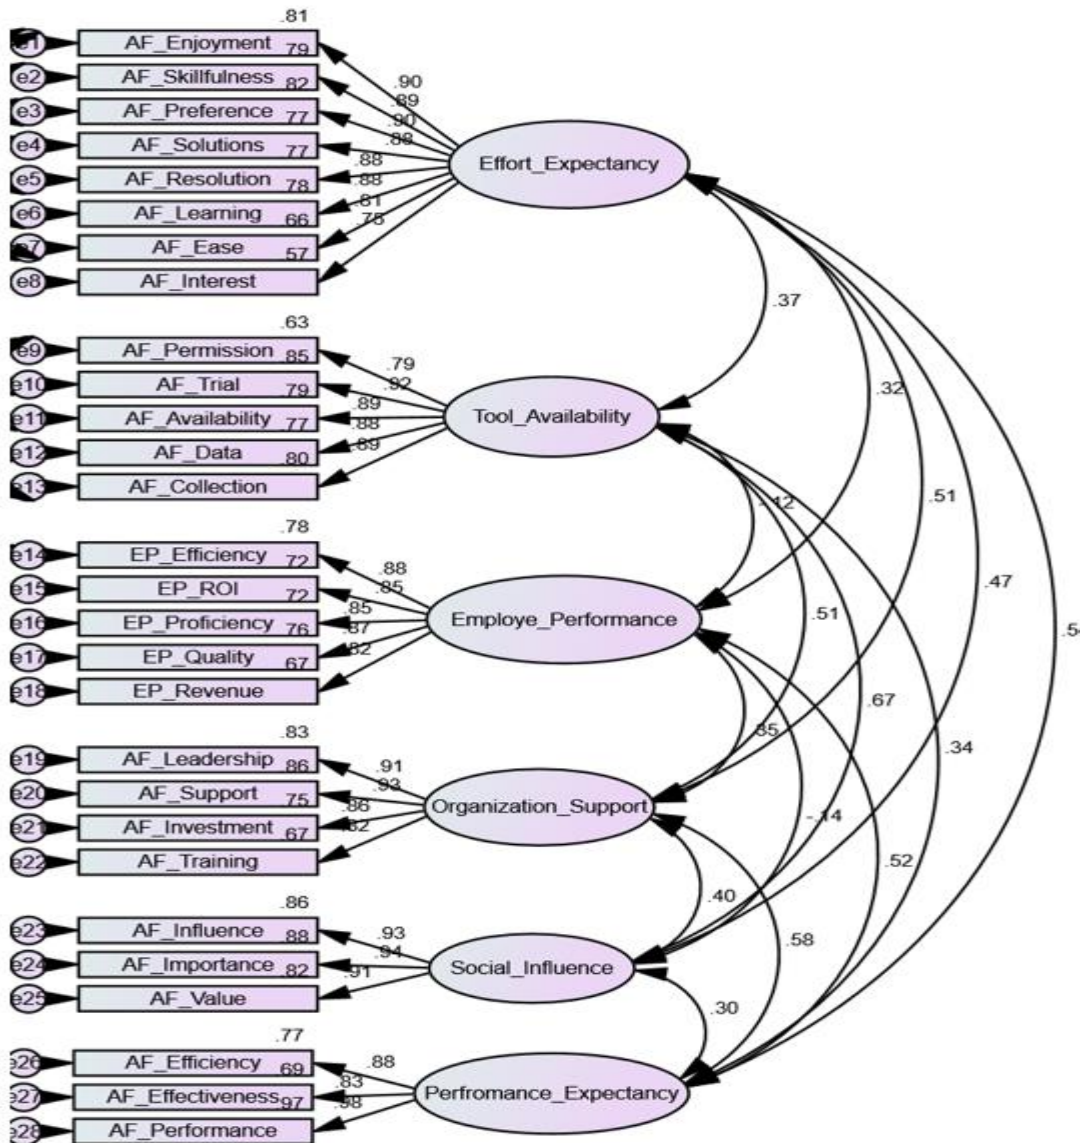 .81
e1 AF_Enjoyment 79
e2 AF_Skillfulness 82
e3 AF_Preference 77
e4 AF_Solutions 77
e5 AF_Resolution 78
e6 AF_Learning 66
e7 AF_Ease 57
e8 AF_Interest
.90
.89
.90
.88
.88
.88
.81
Effort_Expectancy
.37
.32
.51
.47
.63
e9 AF_Permission 85
e10 AF_Trial 79
e11 AF_Availability 77
e12 AF_Data 80
e13 AF_Collection
.79
.92
.89
.88
.89
Tool_Availability
.51
.67
.34
.78
e14 EP_Efficiency 72
e15 EP_ROI 72
e16 EP_Proficiency 76
e17 EP_Quality 67
e18 EP_Revenue
.88
.85
.85
.87
.82
Employe_Performance
-.14
.52
.83
e19 AF_Leadership 86
e20 AF_Support 75
e21 AF_Investment 67
e22 AF_Training
.91
.93
.86
Organization_Support
.40
.58
.86
e23 AF_Influence 88
e24 AF_Importance 82
e25 AF_Value
.93
.94
.91
Social_Influence
.30
.77
e26 AF_Efficiency 69
e27 AF_Effectiveness 97
e28 AF_Performance
.88
.83
Perfromance_Expectancy